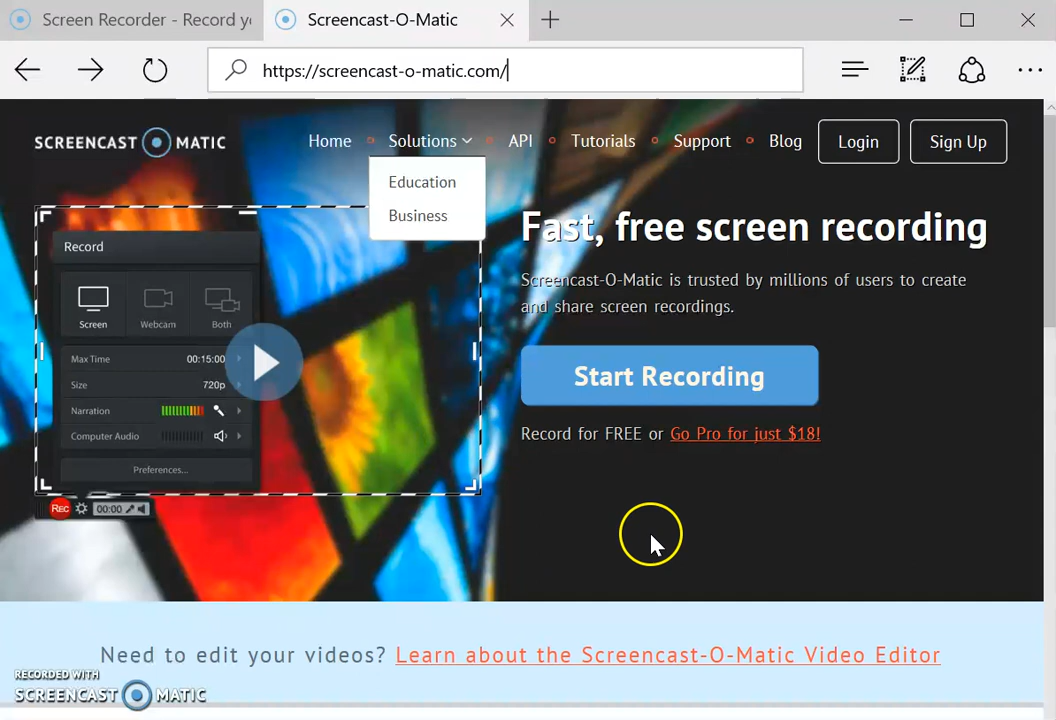 Screen Recorder - Record yo
Screencast-O-Matic
https://screencast-o-matic.com/
SCREENCAST MATIC
Home Solutions API Tutorials Support Blog Login Sign Up
Education
Business
Record
Screen Webcam Both
Max Time 00:15:00
Size 720p
Narration
Computer Audio
Preferences...
REC 00:00
Fast, free screen recording
Screencast-O-Matic is trusted by millions of users to create
and share screen recordings.
Start Recording
Record for FREE or Go Pro for just $18!
Need to edit your videos? Learn about the Screencast-O-Matic Video Editor
RECORDED WITH
SCREENCAST MATIC